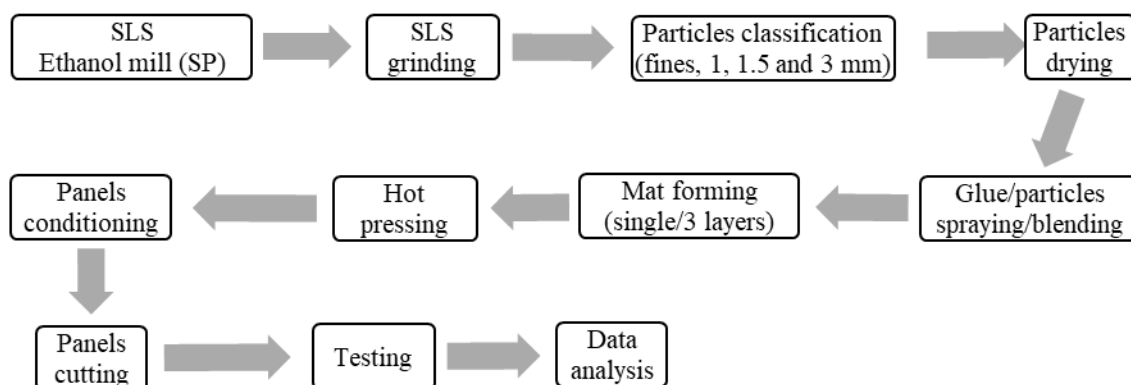 SLS
Ethanol mill (SP)
SLS
grinding
Particles classification
(fines, 1, 1.5 and 3 mm)
Particles
drying
Glue/particles
spraying/blending
Mat forming
(single/3 layers)
Hot
pressing
Panels
conditioning
Panels
cutting
Testing
Data
analysis